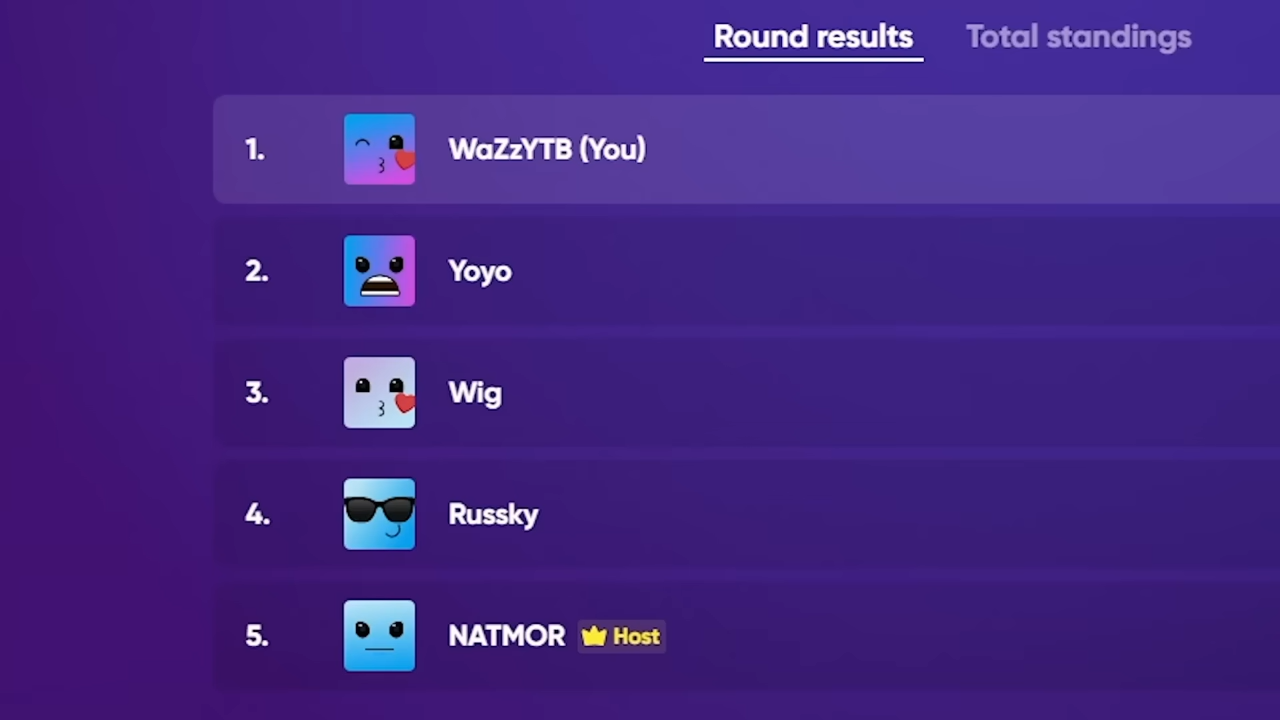 Round results Total standings
1. WaZzYTB (You)
2. Yoyo
3. Wig
4. Russky
5. NATMOR Host